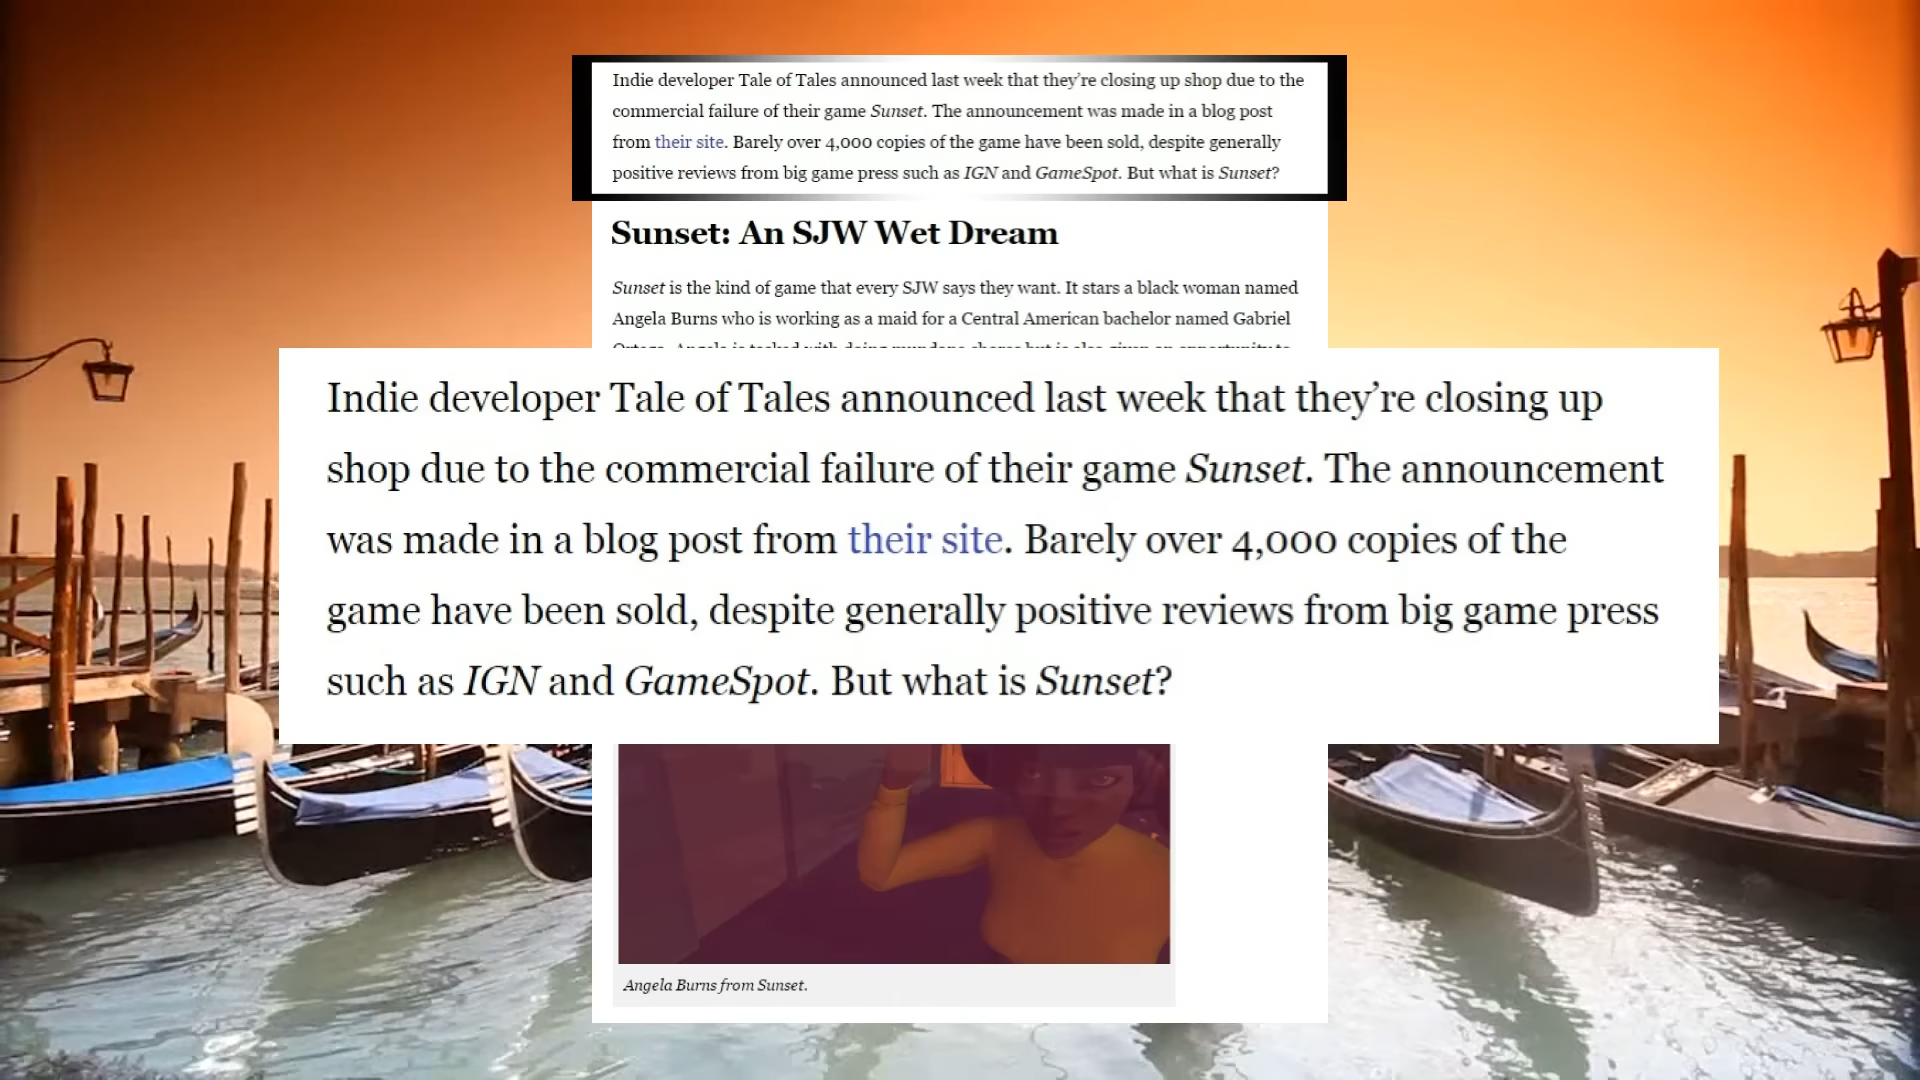 Indie developer Tale of Tales announced last week that they're closing up shop due to the
commercial failure of their game Sunset. The announcement was made in a blog post
from their site. Barely over 4,000 copies of the game have been sold, despite generally
positive reviews from big game press such as IGN and GameSpot. But what is Sunset?
Sunset: An SJW Wet Dream
Sunset is the kind of game that every SJW says they want. It stars a black woman named
Angela Burns who is working as a maid for a Central American bachelor named Gabriel
Indie developer Tale of Tales announced last week that they're closing up
shop due to the commercial failure of their game Sunset. The announcement
was made in a blog post from their site. Barely over 4,000 copies of the
game have been sold, despite generally positive reviews from big game press
such as IGN and GameSpot. But what is Sunset?
Angela Burns from Sunset.